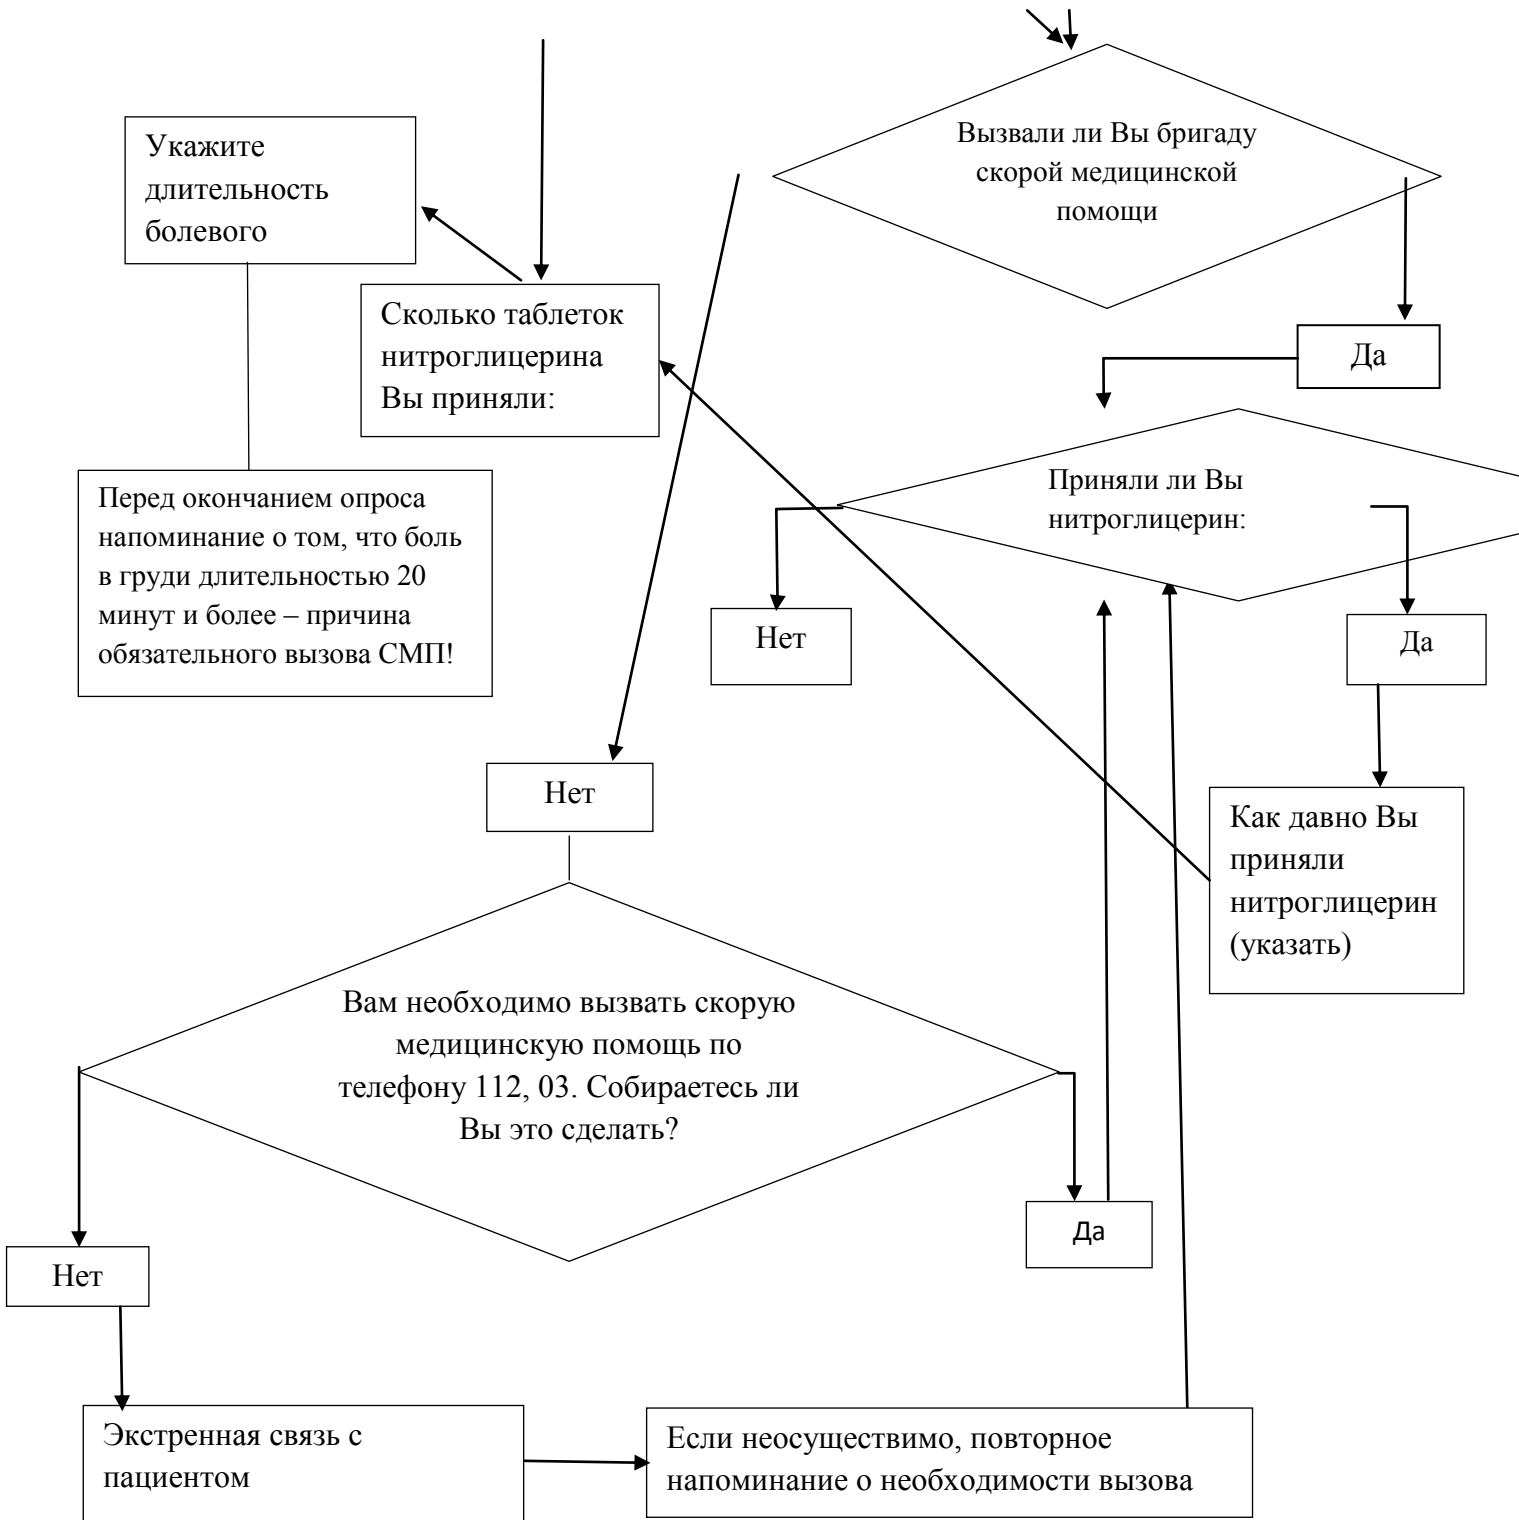 Вызвали ли Вы бригаду
скорой медицинской
помощи
Укажите
длительность
болевого
Сколько таблеток
нитроглицерина
Вы приняли:
Да
Приняли ли Вы
нитроглицерин:
Перед окончанием опроса
напоминание о том, что боль
в груди длительностью 20
минут и более – причина
обязательного вызова СМП!
Нет
Да
Нет
Как давно Вы
приняли
нитроглицерин
(указать)
Вам необходимо вызвать скорую
медицинскую помощь по
телефону 112, 03. Собираетесь ли
Вы это сделать?
Да
Нет
Экстренная связь с
пациентом
Если неосуществимо, повторное
напоминание о необходимости вызова